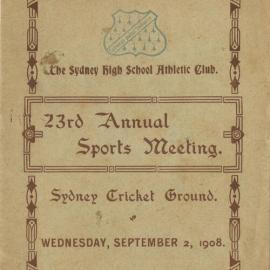 The Sydney High School Athletic Club.
23rd Annual
Sports Meeting.
Sydney Cricket Ground.
WEDNESDAY, SEPTEMBER 2, 1908.